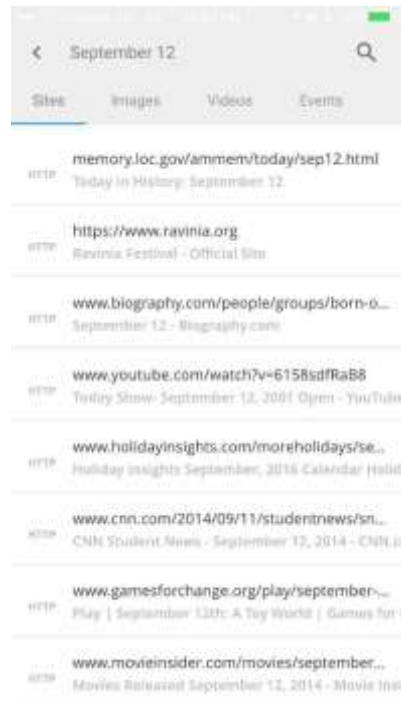 September 12
Sites Images Videos Events
memory.loc.gov/ammem/today/sep12.html
HTTP
Today in History: September 12
https://www.ravinia.org
HTTP
Ravinia Festival - Official Site
www.biography.com/people/groups/born-o...
HTTP
September 12 - Biography.com
www.youtube.com/watch?v=6158sdfRaB8
HTTP
Today Show- September 12, 2001 Open - YouTube
www.holidayinsights.com/moreholidays/se...
HTTP
Holiday insights September, 2016 Calendar Holid
www.cnn.com/2014/09/11/studentnews/sn...
HTTP
CNN Student News - September 12, 2014 - CNN.c
www.gamesforchange.org/play/september-...
HTTP
Play | September 12th: A Toy World | Games for
www.movieinsider.com/movies/september...
HTTP
Movies Released September 12, 2014 - Movie Insi